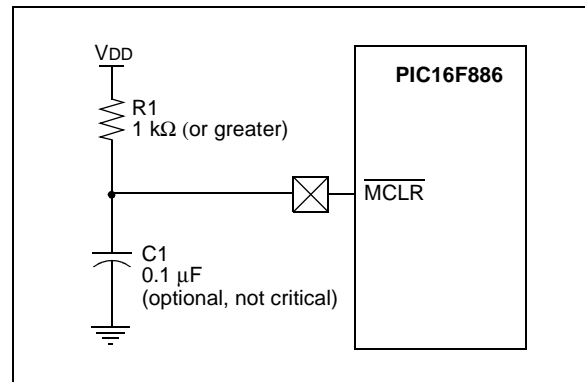 VDD
PIC16F886
R1
1 kΩ (or greater)
MCLR
C1
0.1 μF
(optional, not critical)